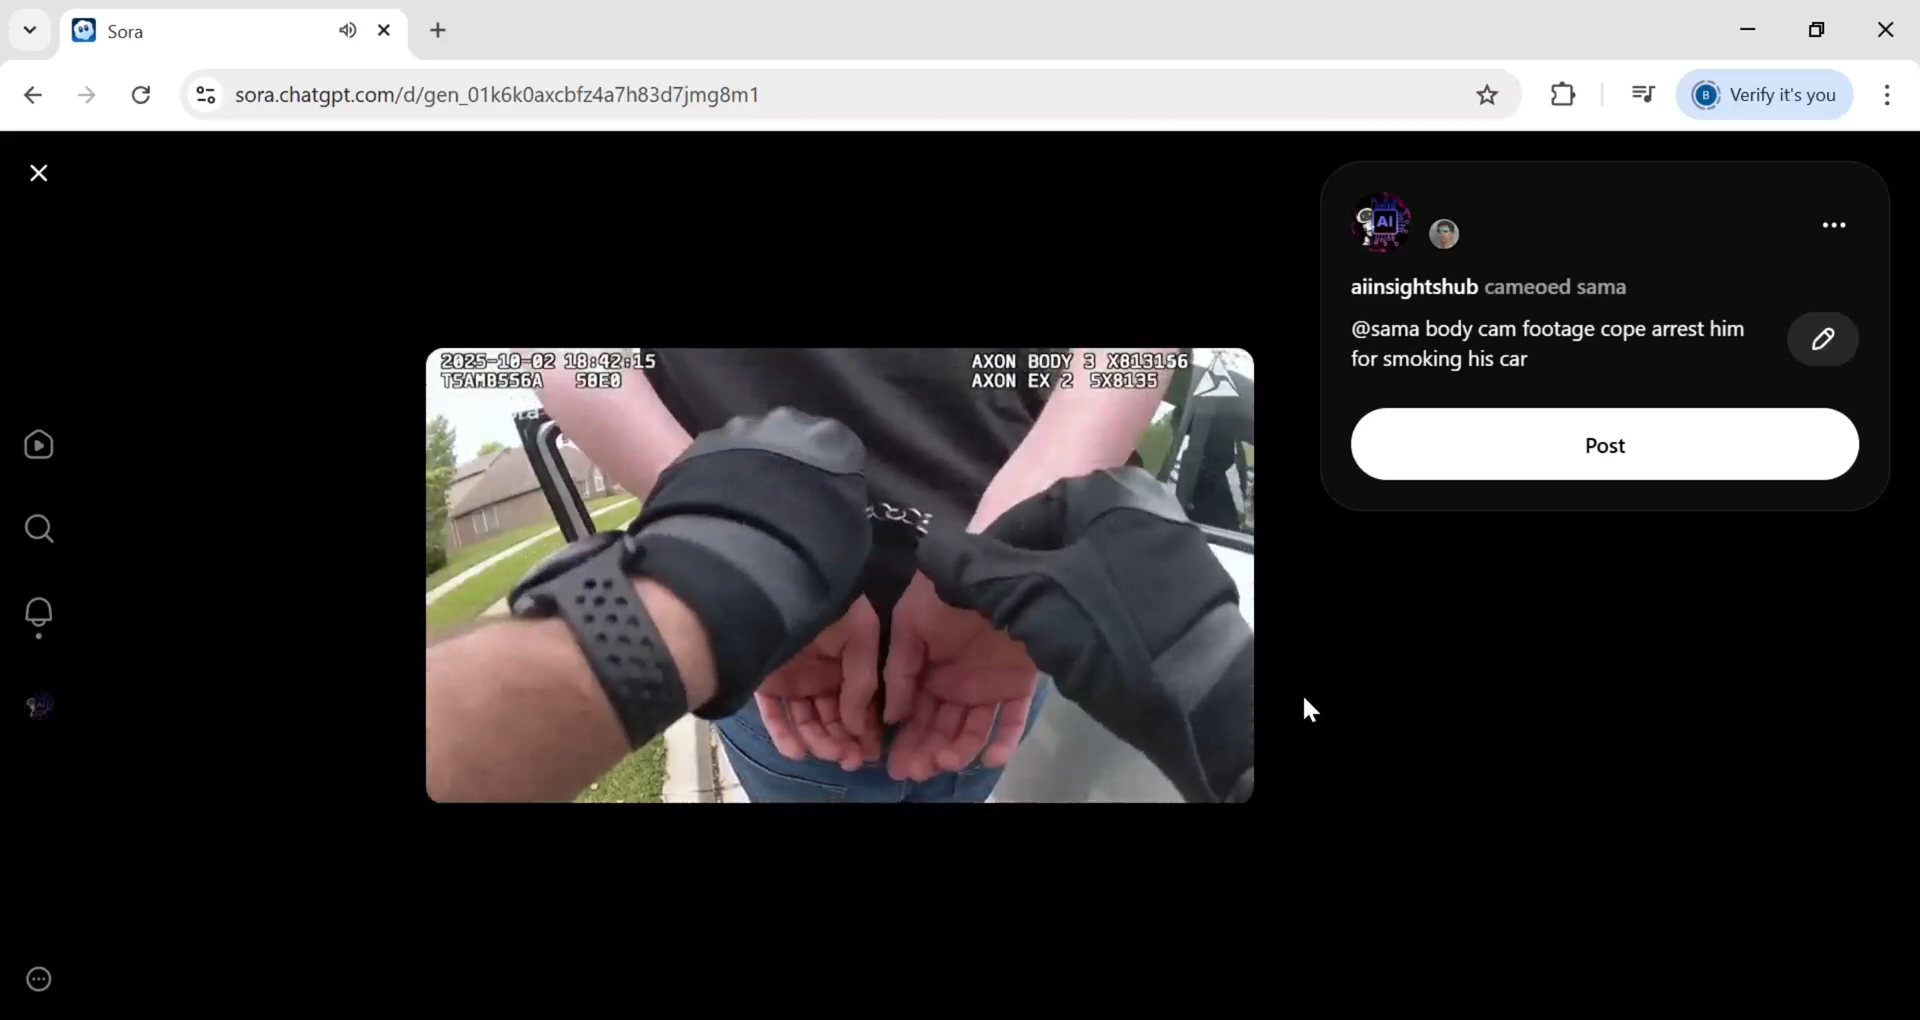 Sora
sora.chatgpt.com/d/gen_01k6k0axcbfz4a7h83d7jmg8m1
B
Verify it's you
AI
aiinsightshub cameoed sama
@sama body cam footage cope arrest him
for smoking his car
Post
2025-10-02 18:42:15
TSAMB556A 50E0
AXON BODY 3 X813156
AXON EX 2 5X8135